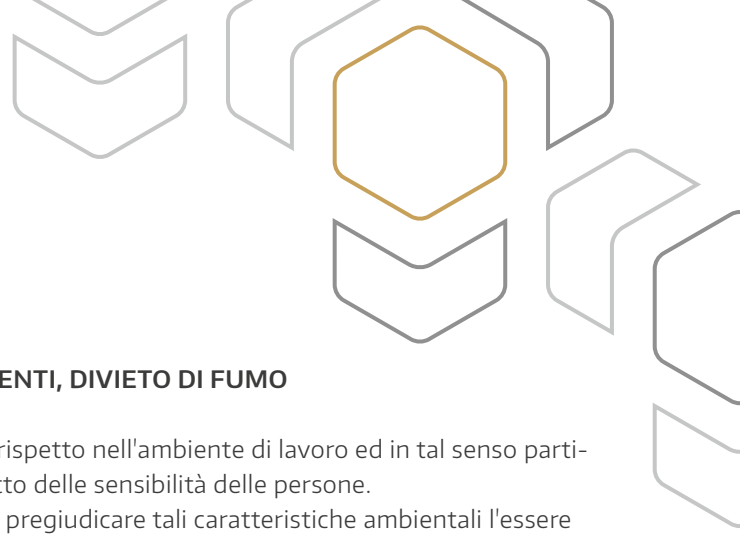 ENTI, DIVIETO DI FUMO
rispetto nell'ambiente di lavoro ed in tal senso parti-
to delle sensibilità delle persone.
pregiudicare tali caratteristiche ambientali l'essere